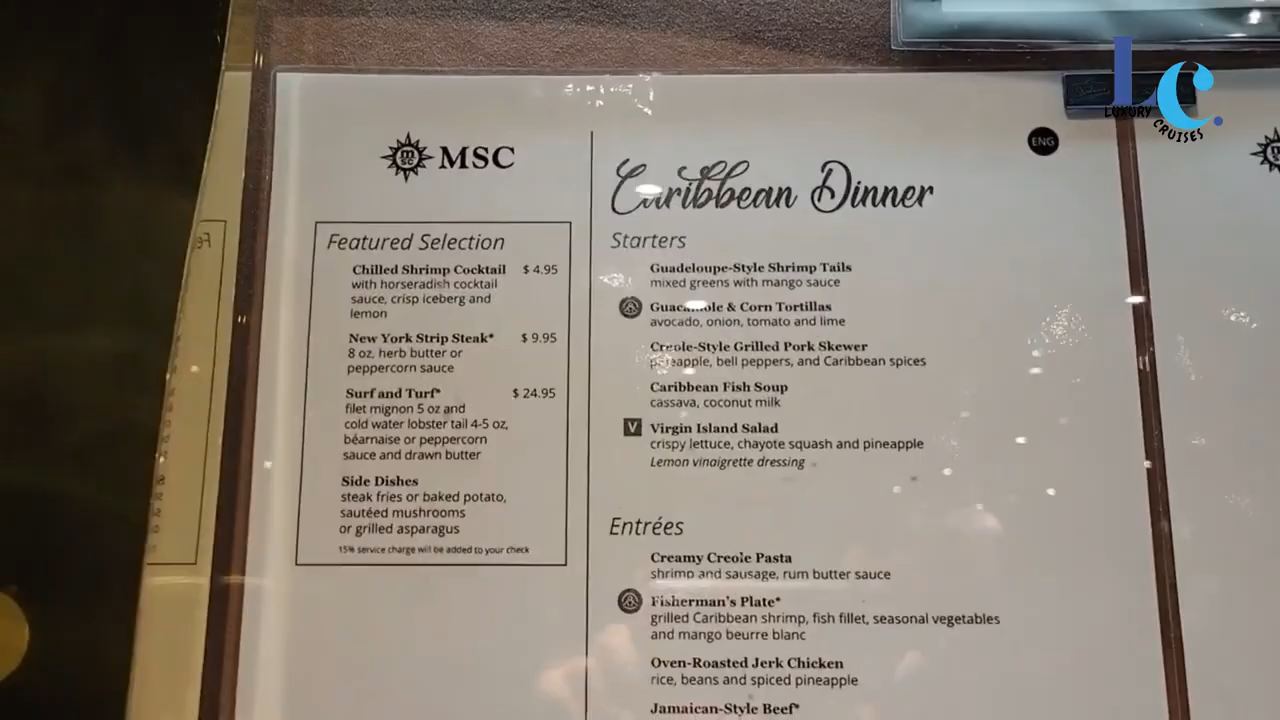 LC.
LUXURY
CRUISES
MSC
ENG
Caribbean Dinner
Featured Selection
Chilled Shrimp Cocktail $ 4.95
with horseradish cocktail
sauce, crisp iceberg and
lemon
New York Strip Steak* $ 9.95
8 oz, herb butter or
peppercorn sauce
Surf and Turf* $ 24.95
filet mignon 5 oz and
cold water lobster tail 4-5 oz,
béarnaise or peppercorn
sauce and drawn butter
Side Dishes
steak fries or baked potato,
sautéed mushrooms
or grilled asparagus
15% service charge will be added to your check
Starters
Guadeloupe-Style Shrimp Tails
mixed greens with mango sauce
Guacamole & Corn Tortillas
avocado, onion, tomato and lime
Creole-Style Grilled Pork Skewer
pineapple, bell peppers, and Caribbean spices
Caribbean Fish Soup
cassava, coconut milk
V Virgin Island Salad
crispy lettuce, chayote squash and pineapple
Lemon vinaigrette dressing
Entrées
Creamy Creole Pasta
shrimp and sausage, rum butter sauce
Fisherman's Plate*
grilled Caribbean shrimp, fish fillet, seasonal vegetables
and mango beurre blanc
Oven-Roasted Jerk Chicken
rice, beans and spiced pineapple
Jamaican-Style Beef*